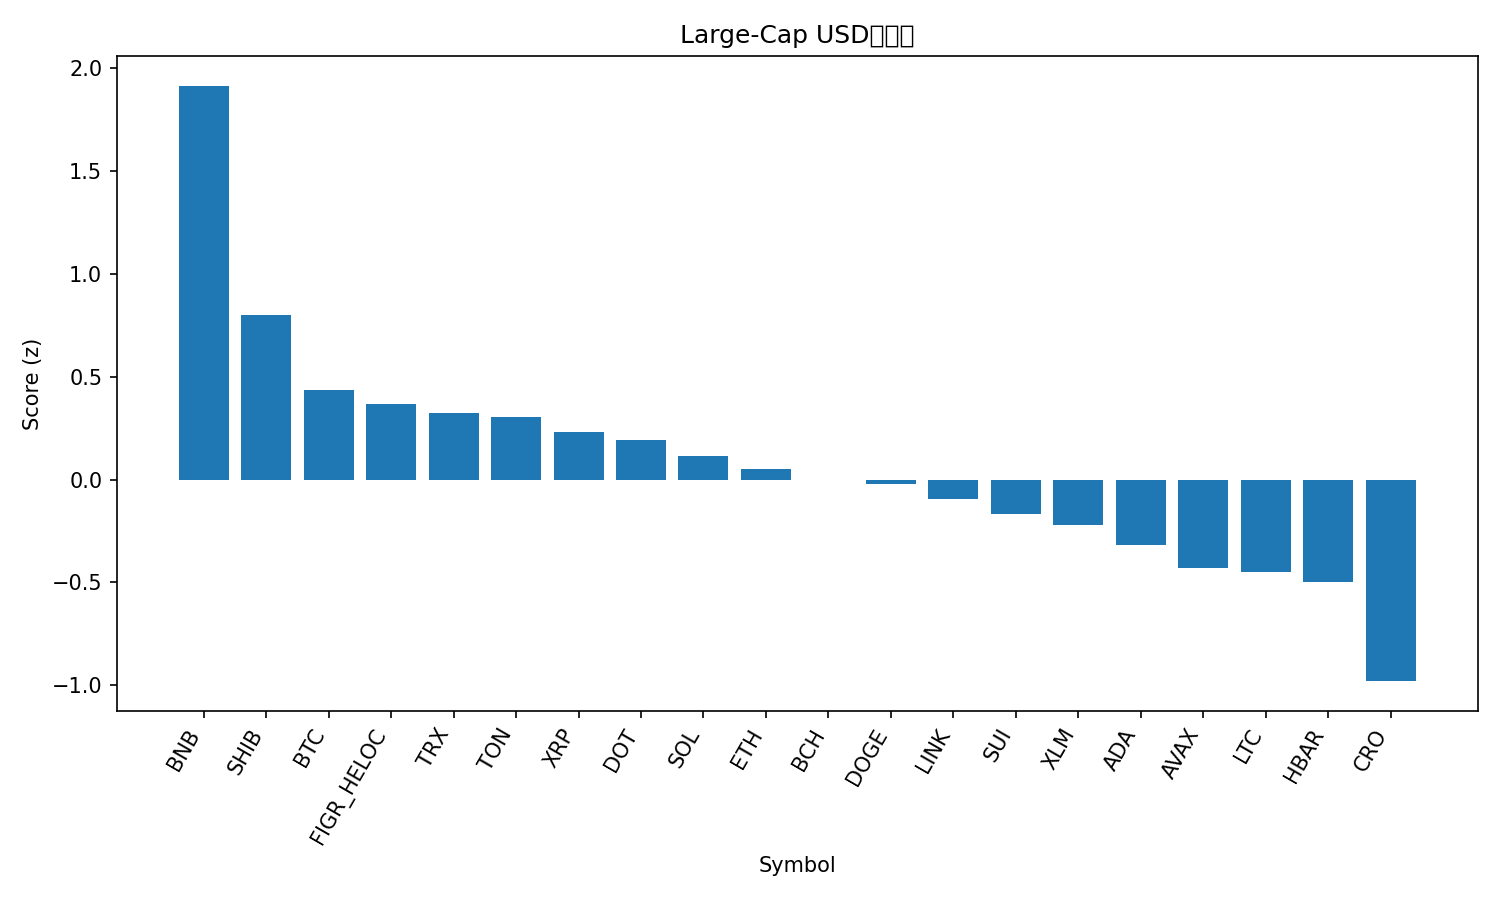 Large-Cap USD
Score (z)
2.0
1.5
1.0
0.5
0.0
−0.5
−1.0
BNB
SHIB
BTC
FIGR_HELOC
TRX
TON
XRP
DOT
SOL
ETH
BCH
DOGE
LINK
SUI
XLM
ADA
AVAX
LTC
HBAR
CRO
Symbol